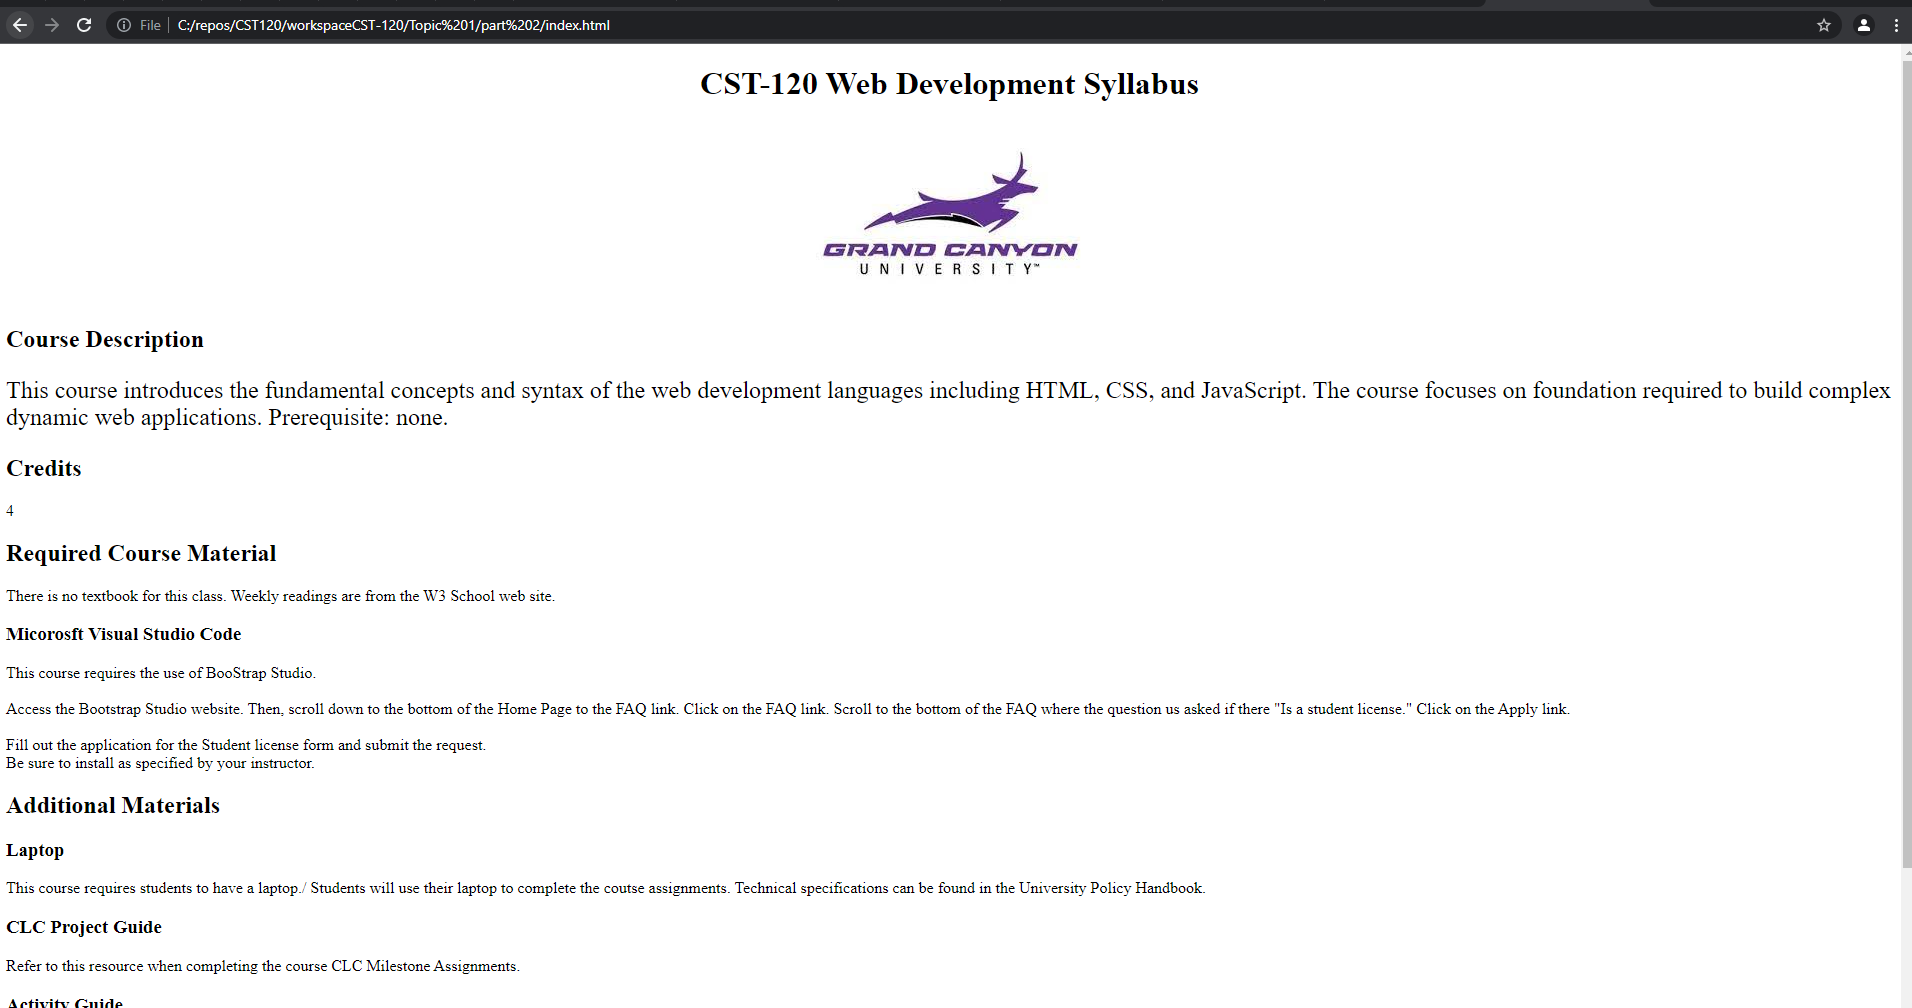 File
C:/repos/CST120/workspaceCST-120/Topic%201/part%202/index.html
CST-120 Web Development Syllabus
GRAND CANYON
UNIVERSITY™
Course Description
This course introduces the fundamental concepts and syntax of the web development languages including HTML, CSS, and JavaScript. The course focuses on foundation required to build complex
dynamic web applications. Prerequisite: none.
Credits
4
Required Course Material
There is no textbook for this class. Weekly readings are from the W3 School web site.
Micorosft Visual Studio Code
This course requires the use of BooStrap Studio.
Access the Bootstrap Studio website. Then, scroll down to the bottom of the Home Page to the FAQ link. Click on the FAQ link. Scroll to the bottom of the FAQ where the question us asked if there "Is a student license." Click on the Apply link.
Fill out the application for the Student license form and submit the request.
Be sure to install as specified by your instructor.
Additional Materials
Laptop
This course requires students to have a laptop./ Students will use their laptop to complete the coutse assignments. Technical specifications can be found in the University Policy Handbook.
CLC Project Guide
Refer to this resource when completing the course CLC Milestone Assignments.
Activity Guide